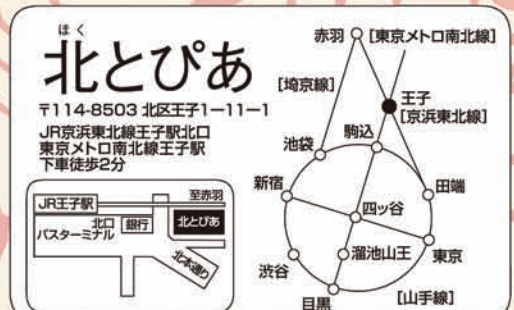 ほく
北とぴあ
〒114-8503 北区王子1ー11ー1
JR京浜東北線王子駅北口
東京メトロ南北線王子駅
下車徒歩2分
至赤羽
JR王子駅
北口
バスターミナル
銀行
北とぴあ
北本通り
赤羽
[東京メトロ南北線]
[埼京線]
王子
[京浜東北線]
駒込
池袋
田端
新宿
四ッ谷
東京
溜池山王
渋谷
目黒
[山手線]